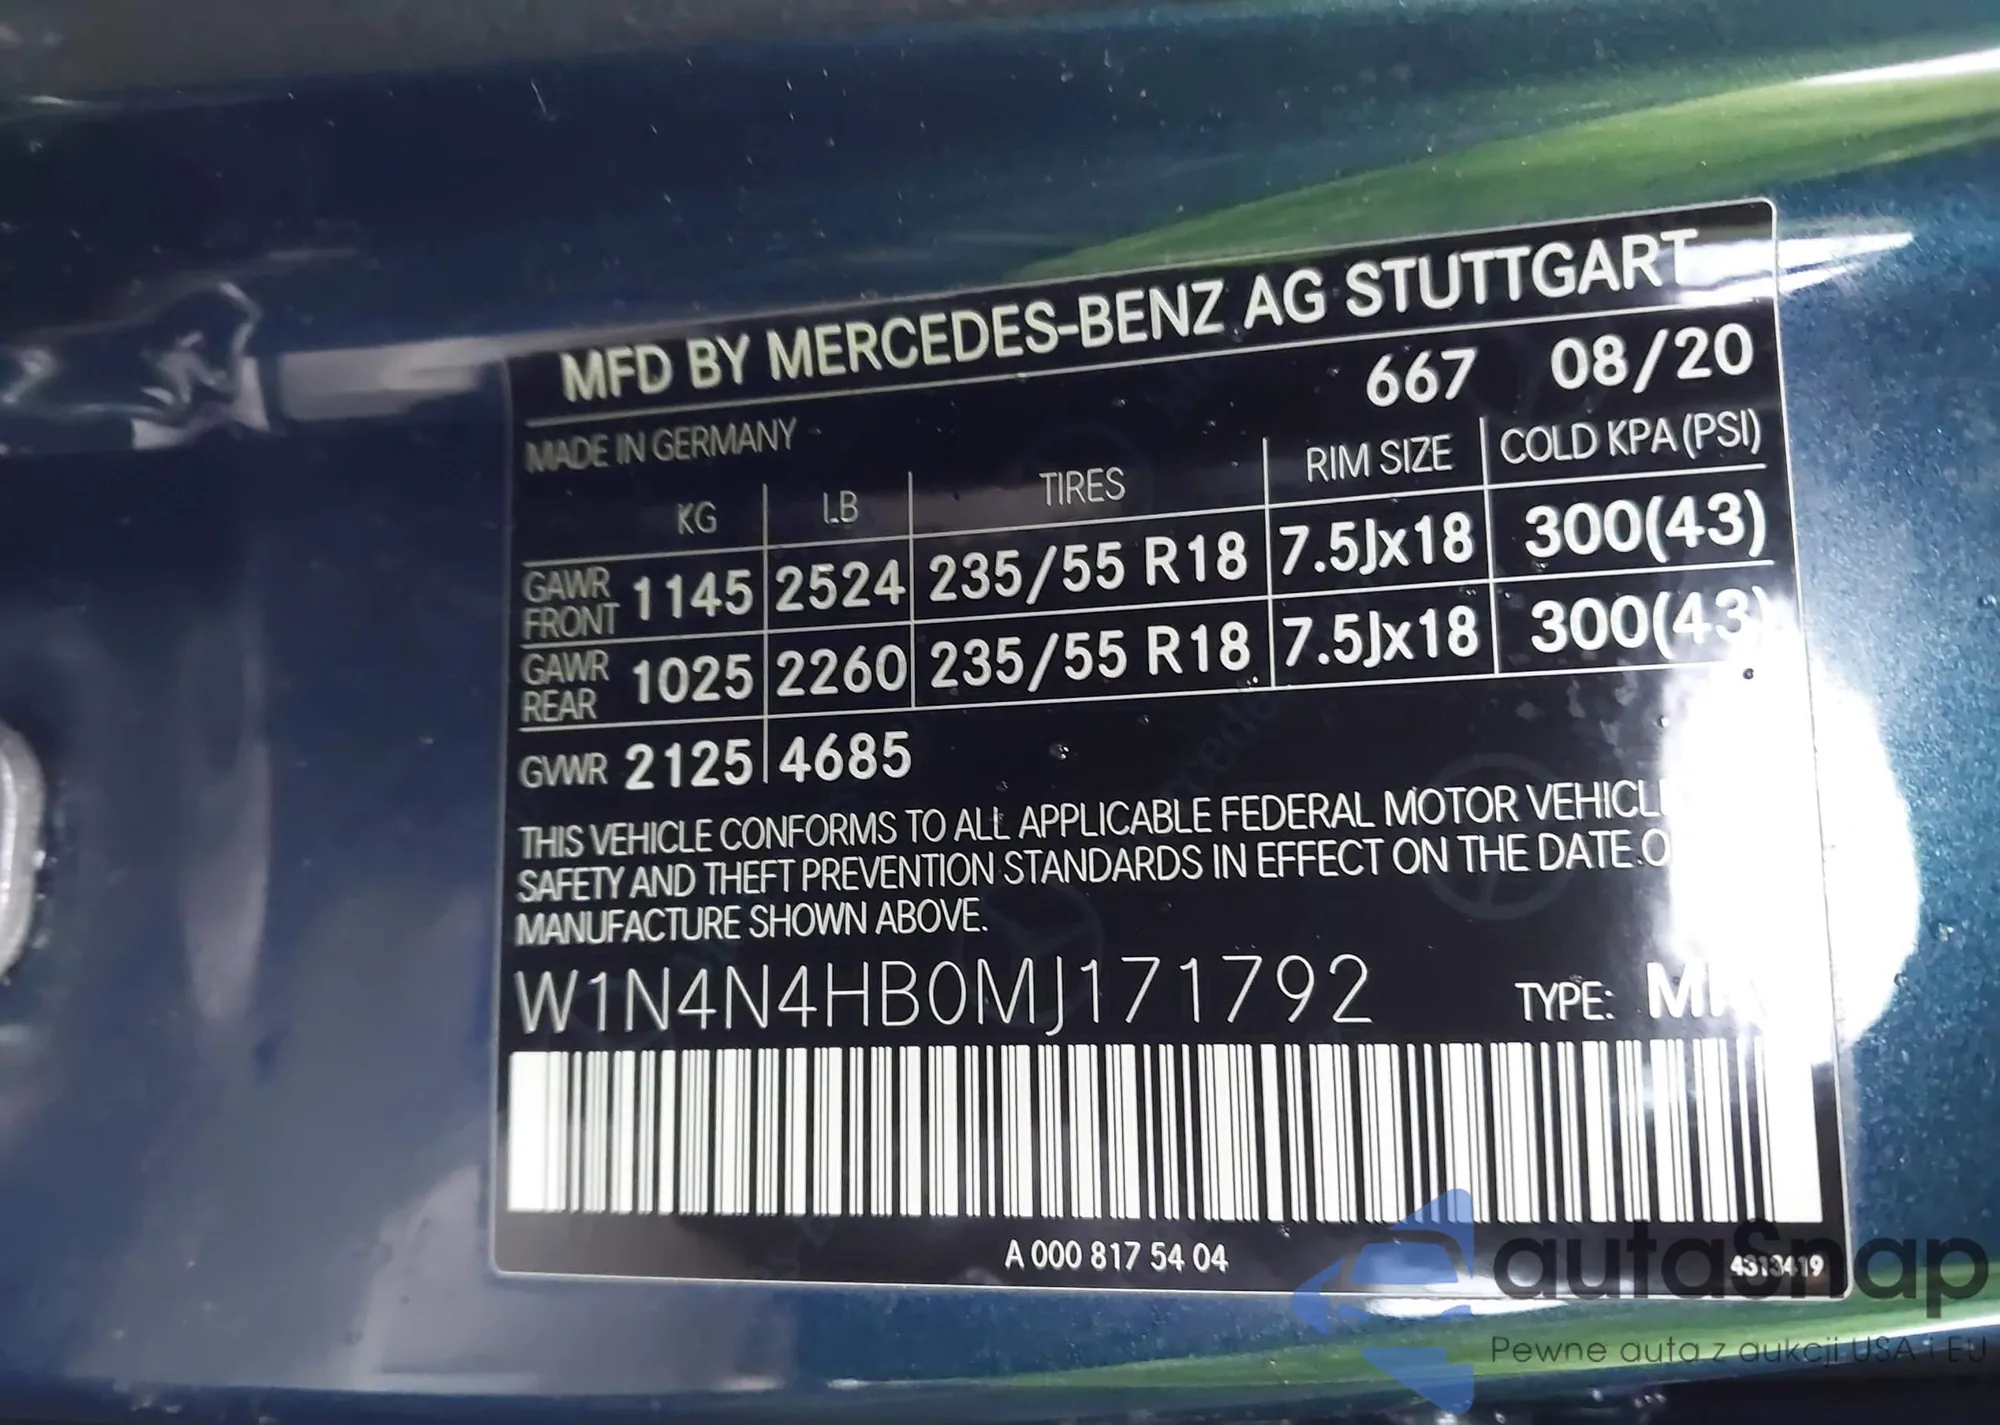 MFD BY MERCEDES-BENZ AG STUTTGART
667 08/20
MADE IN GERMANY
KG LB TIRES RIM SIZE COLD KPA (PSI)
GAWR FRONT 1145 2524 235/55 R18 7.5Jx18 300(43)
GAWR REAR 1025 2260 235/55 R18 7.5Jx18 300(43)
GVWR 2125 4685
THIS VEHICLE CONFORMS TO ALL APPLICABLE FEDERAL MOTOR
SAFETY AND THEFT PREVENTION STANDARDS IN EFFECT ON THE DATE
MANUFACTURE SHOWN ABOVE.
W1N4N4HB0MJ171792 TYPE:
A 000 817 54 04
4313419
autaSnap
Pewne auta z aukcji USA i EU